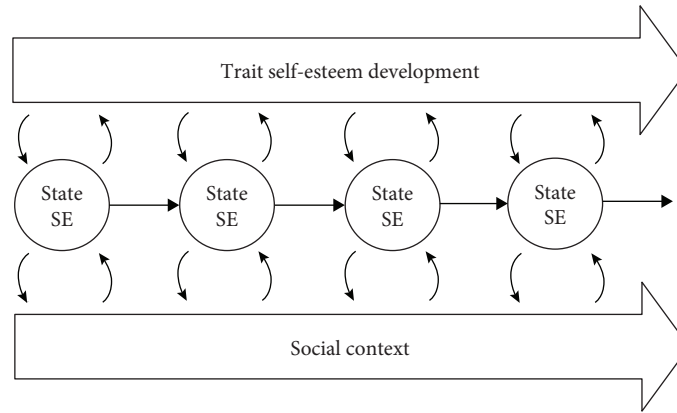 Trait self-esteem development
State
SE
State
SE
State
SE
State
SE
Social context